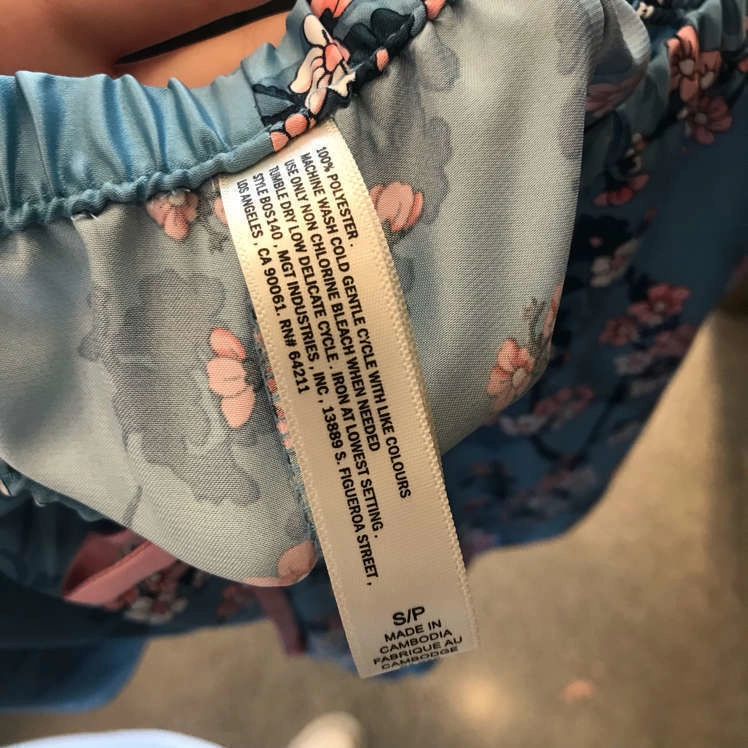 100% POLYESTER .
MACHINE WASH COLD GENTLE CYCLE WITH LIKE COLOURS
USE ONLY NON CHLORINE BLEACH WHEN NEEDED
TUMBLE DRY LOW DELICATE CYCLE . IRON AT LOWEST SETTING .
STYLE BOS140 , MGT INDUSTRIES , INC , 13889 S. FIGUEROA STREET ,
LOS ANGELES , CA 90061. RN# 64211
S/P
MADE IN
CAMBODIA
FABRIQUE AU
CAMBODGE